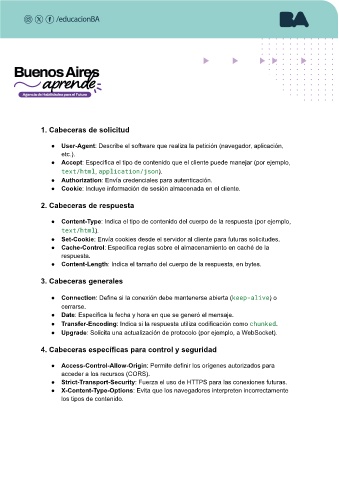 /educacionBA
BA
Buenos Aires
aprende
Agencia de Habilidades para el Futuro
1. Cabeceras de solicitud
● User-Agent: Describe el software que realiza la petición (navegador, aplicación,
etc.).
● Accept: Especifica el tipo de contenido que el cliente puede manejar (por ejemplo,
text/html, application/json).
● Authorization: Envía credenciales para autenticación.
● Cookie: Incluye información de sesión almacenada en el cliente.
2. Cabeceras de respuesta
● Content-Type: Indica el tipo de contenido del cuerpo de la respuesta (por ejemplo,
text/html).
● Set-Cookie: Envía cookies desde el servidor al cliente para futuras solicitudes.
● Cache-Control: Especifica reglas sobre el almacenamiento en caché de la
respuesta.
● Content-Length: Indica el tamaño del cuerpo de la respuesta, en bytes.
3. Cabeceras generales
● Connection: Define si la conexión debe mantenerse abierta (keep-alive) o
cerrarse.
● Date: Especifica la fecha y hora en que se generó el mensaje.
● Transfer-Encoding: Indica si la respuesta utiliza codificación como chunked.
● Upgrade: Solicita una actualización de protocolo (por ejemplo, a WebSocket).
4. Cabeceras específicas para control y seguridad
● Access-Control-Allow-Origin: Permite definir los orígenes autorizados para
acceder a los recursos (CORS).
● Strict-Transport-Security: Fuerza el uso de HTTPS para las conexiones futuras.
● X-Content-Type-Options: Evita que los navegadores interpreten incorrectamente
los tipos de contenido.